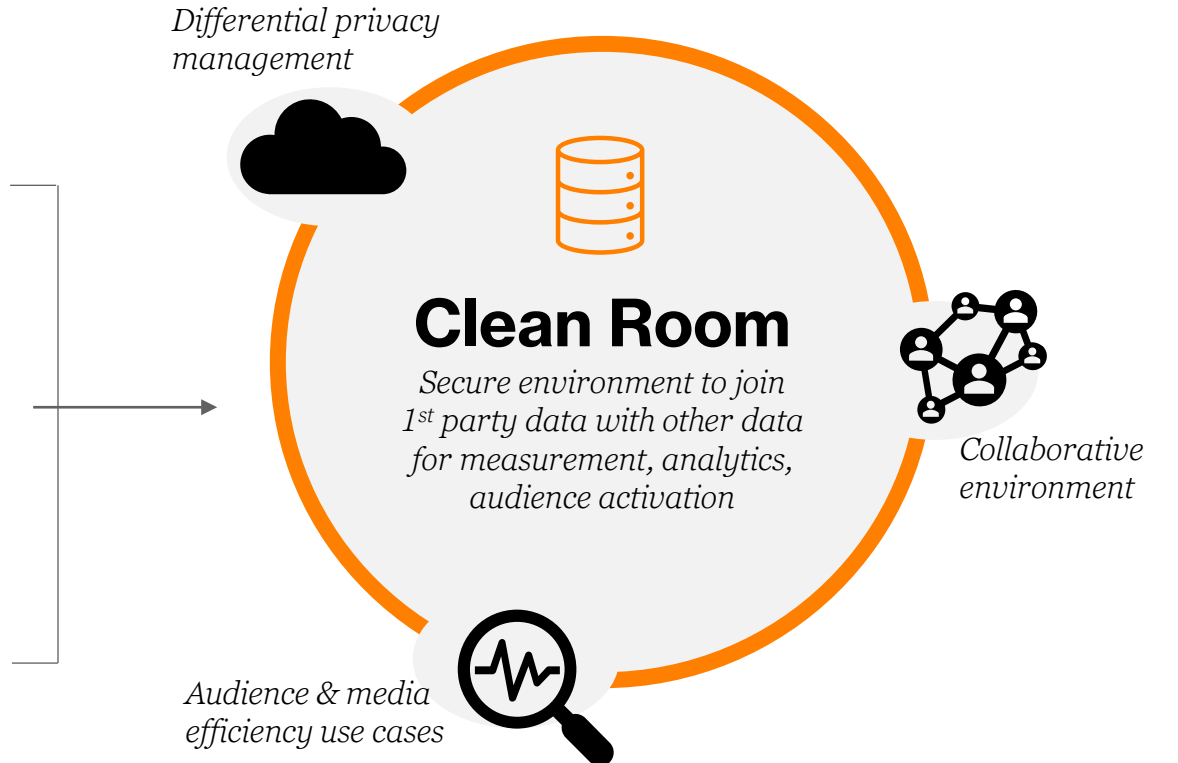 Differential privacy
management
Clean Room
Secure environment to join
1st party data with other data
for measurement, analytics,
audience activation
Collaborative
environment
Audience & media
efficiency use cases